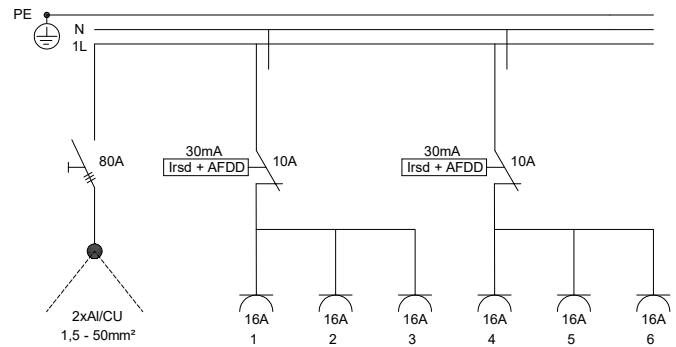 PE
N
1L
80A
30mA
Irsd + AFDD
10A
30mA
Irsd + AFDD
10A
2xAl/CU
1,5 - 50mm²
16A 16A 16A 16A 16A 16A
1 2 3 4 5 6